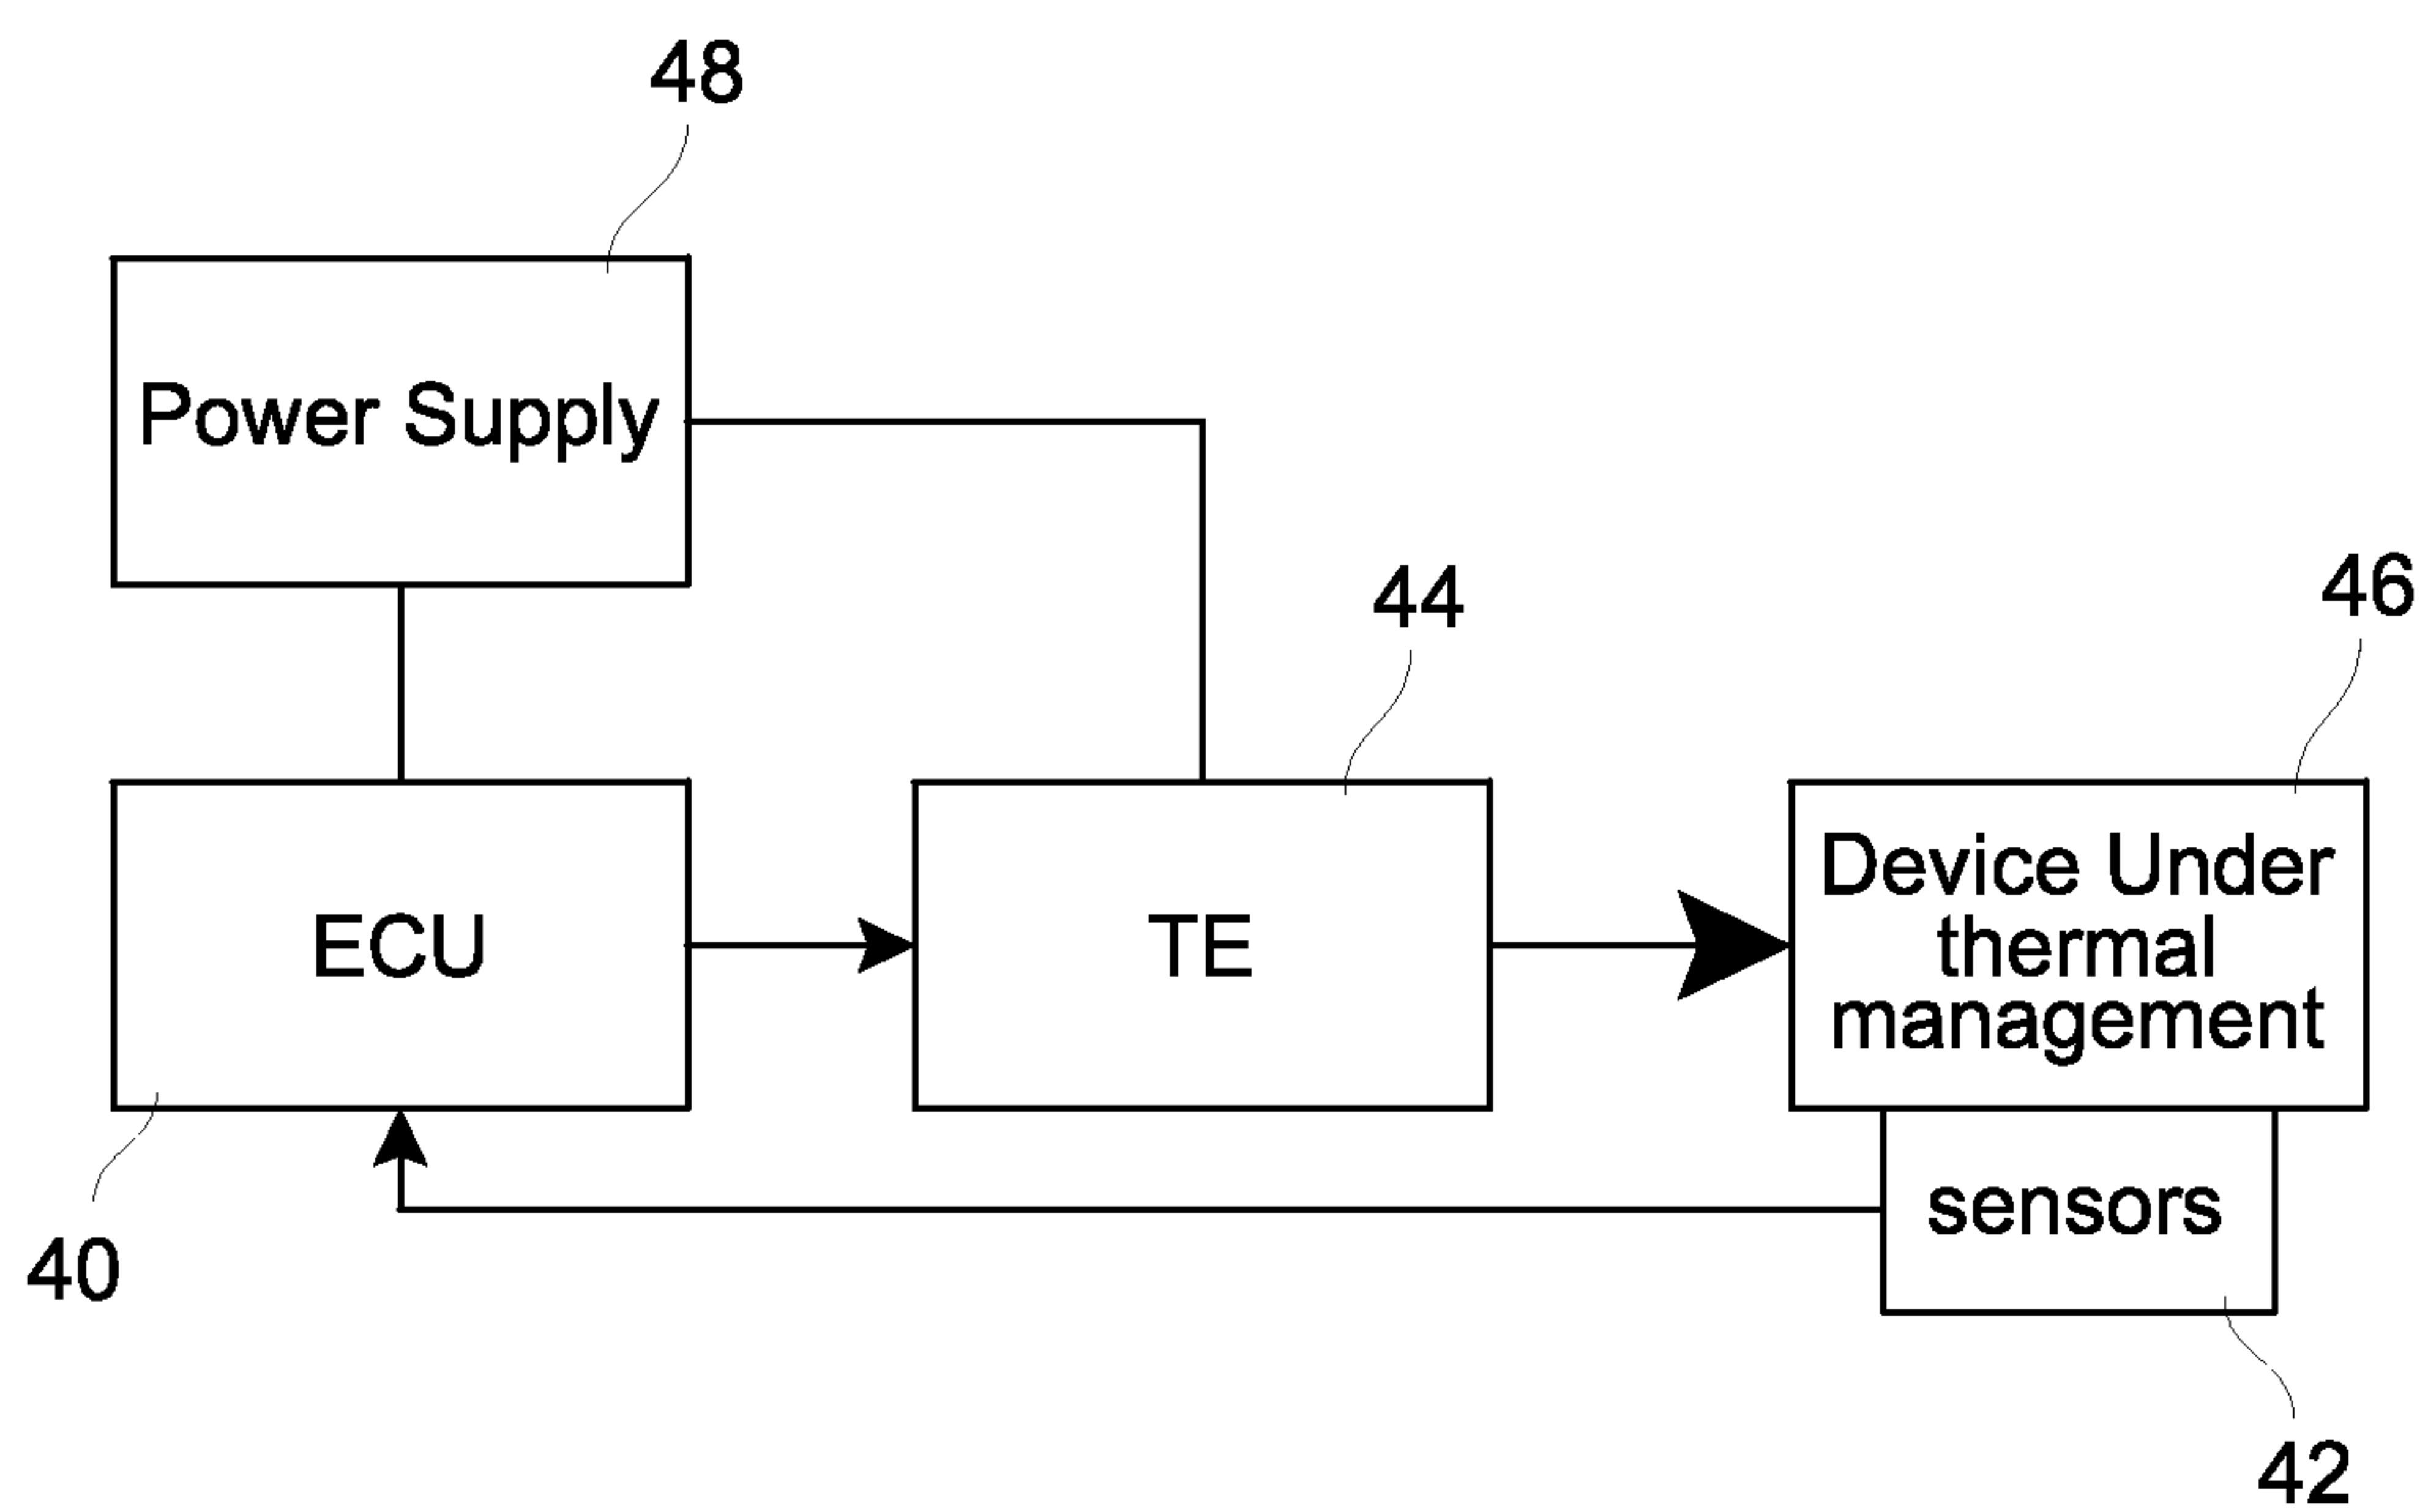 48
Power Supply
44
46
ECU
TE
Device Under
thermal
management
sensors
40
42